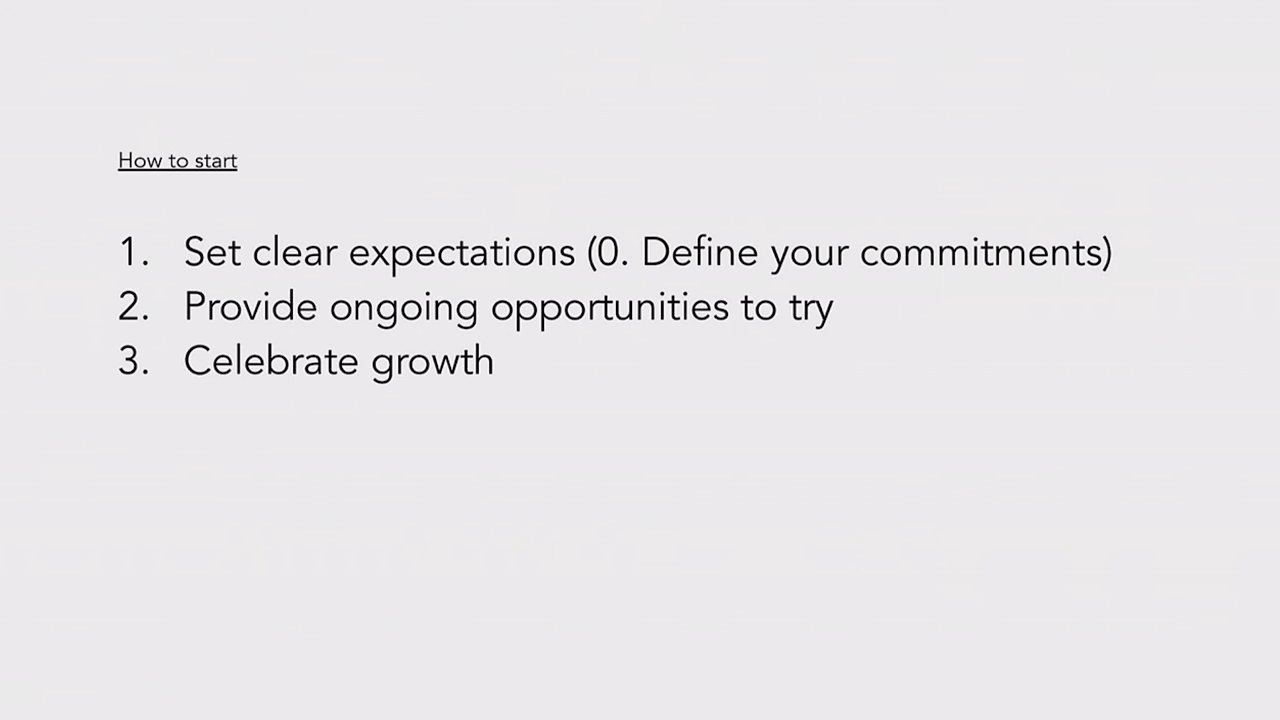 How to start
1. Set clear expectations (0. Define your commitments)
2. Provide ongoing opportunities to try
3. Celebrate growth